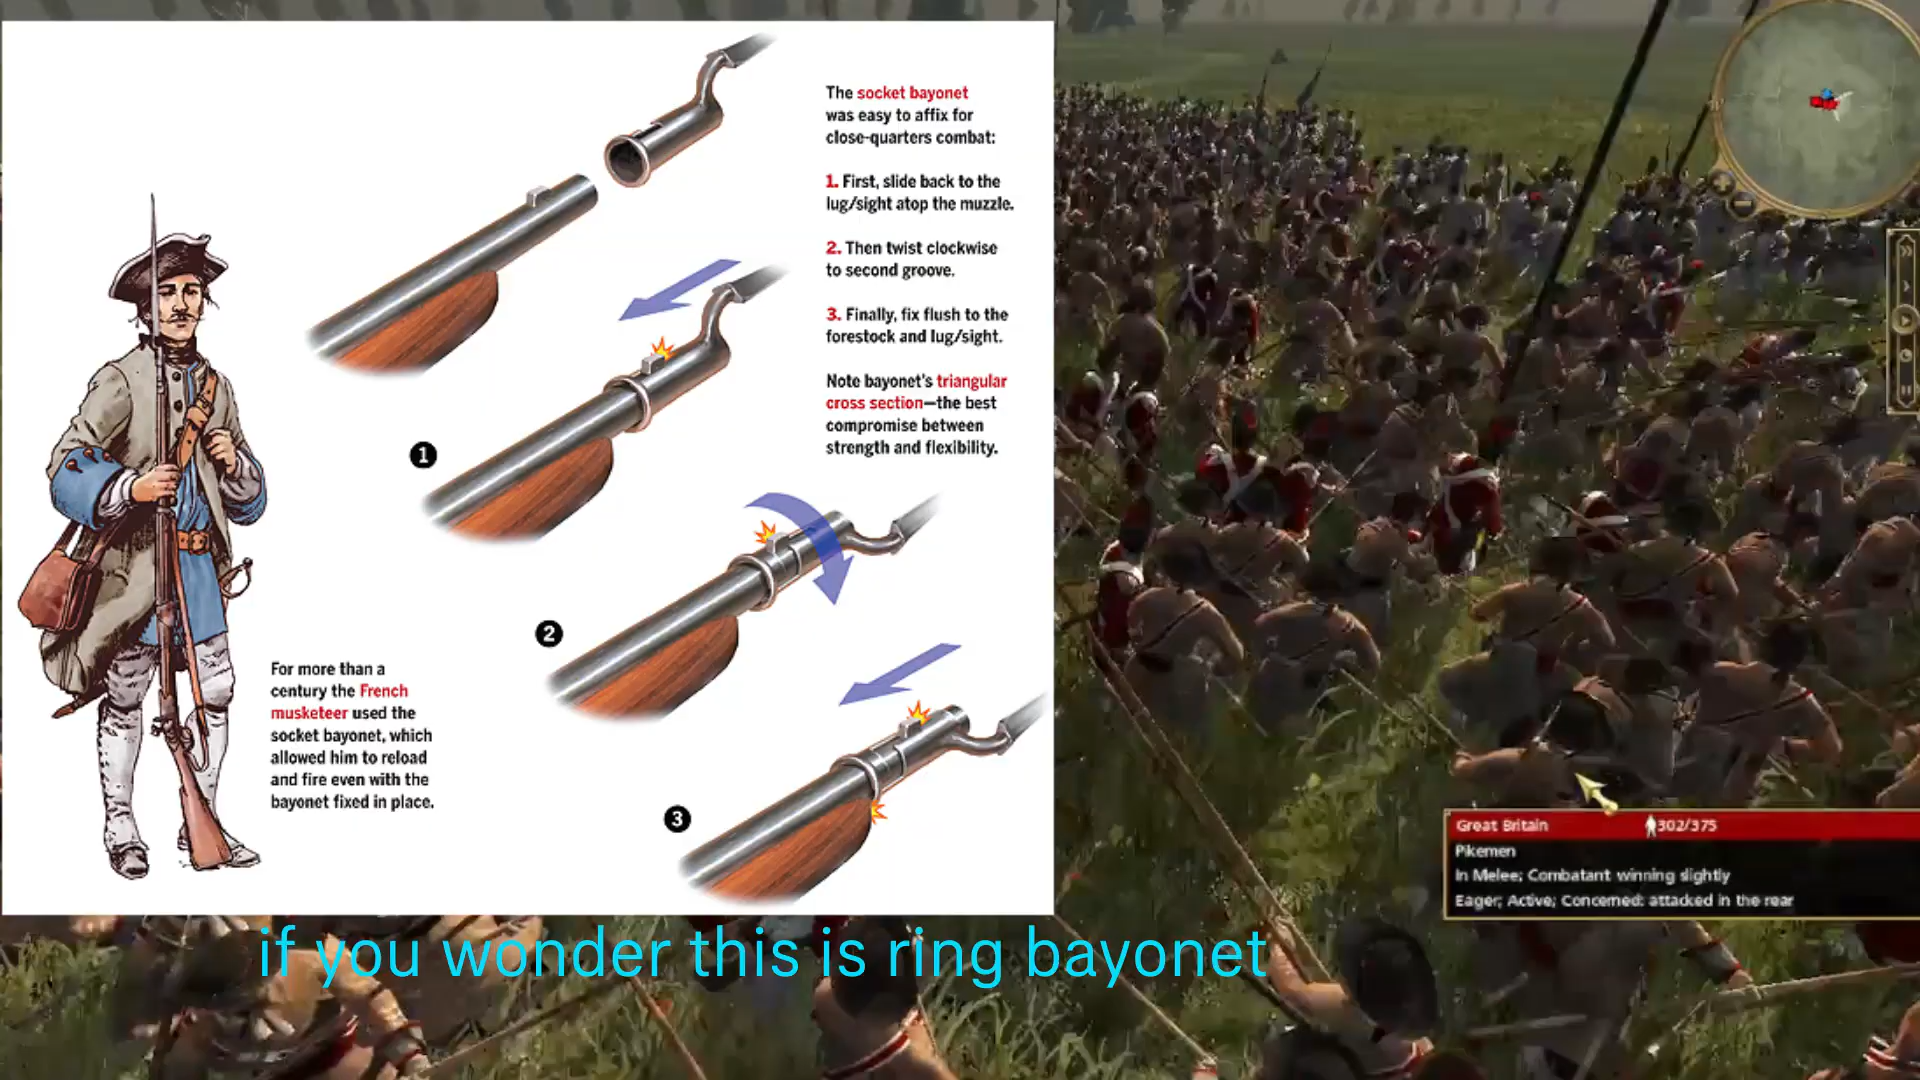 The socket bayonet
was easy to affix for
close-quarters combat:
1. First, slide back to the
lug/sight atop the muzzle.
2. Then twist clockwise
to second groove.
3. Finally, fix flush to the
forestock and lug/sight.
Note bayonet's triangular
cross section—the best
compromise between
strength and flexibility.
1
2
3
For more than a
century the French
musketeer used the
socket bayonet, which
allowed him to reload
and fire even with the
bayonet fixed in place.
Great Britain 302/375
Pikemen
In Melee; Combatant winning slightly
Eager; Active; Concerned: attacked in the rear
if you wonder this is ring bayonet